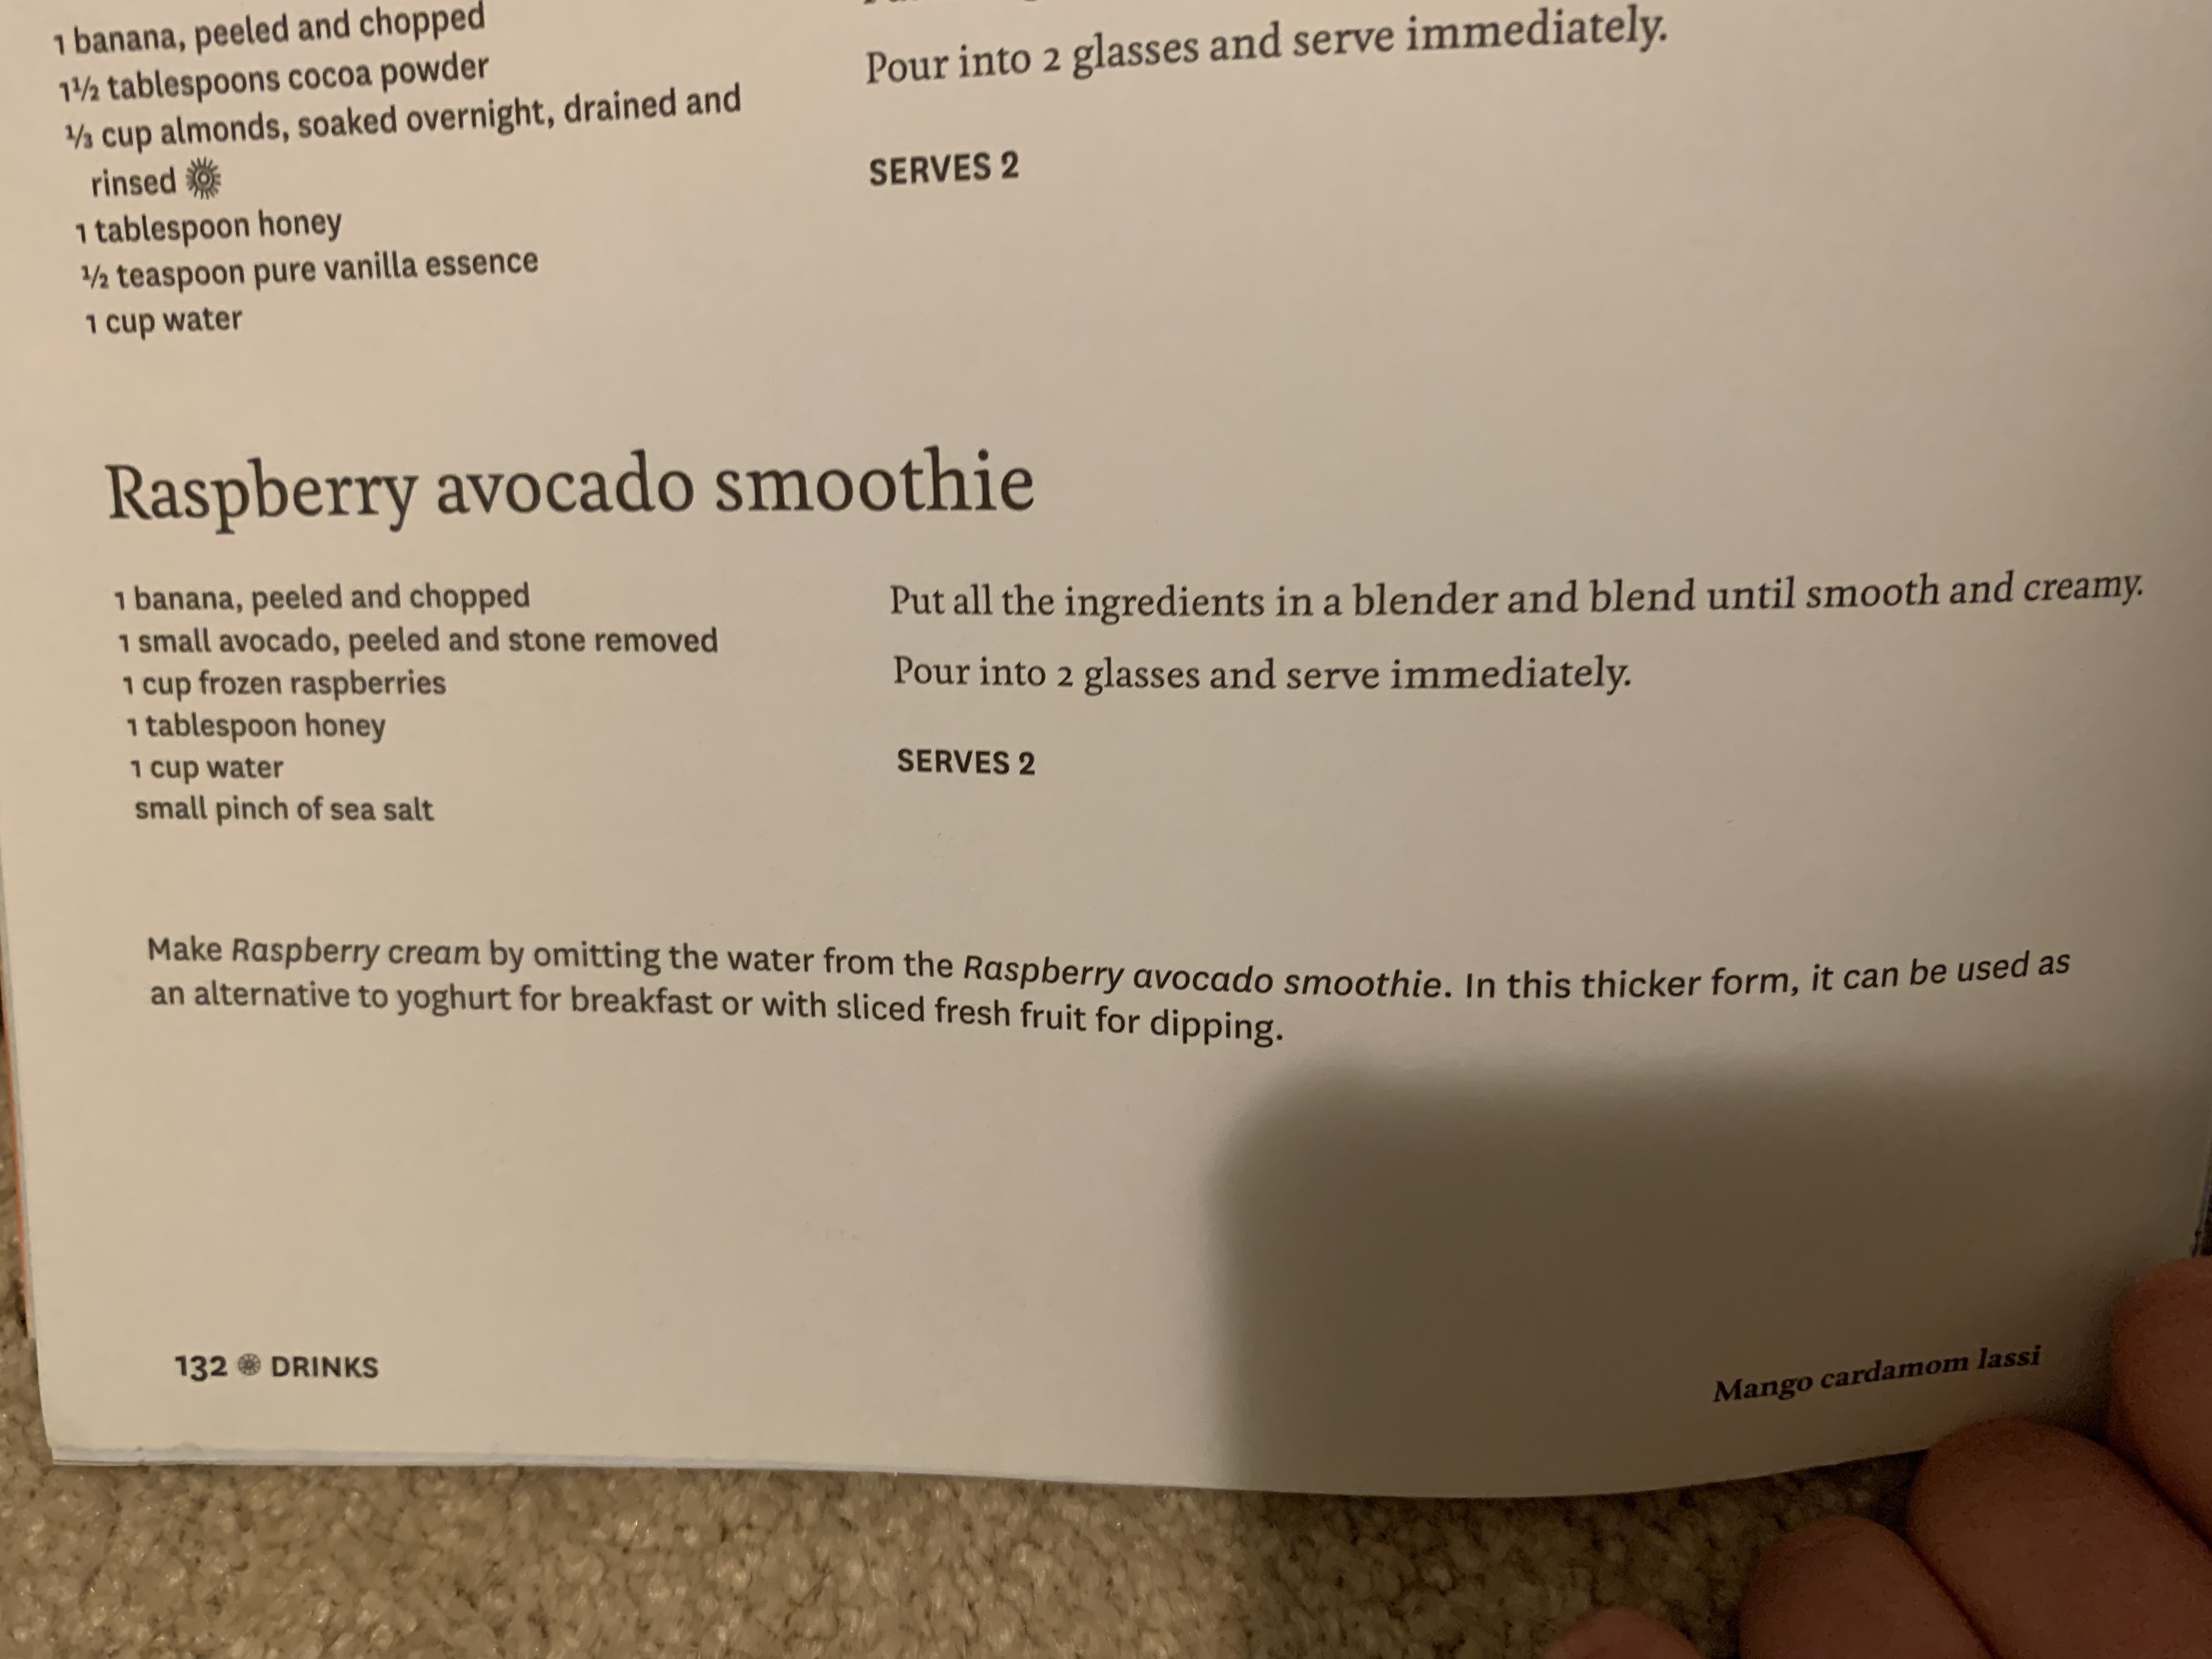 1 banana, peeled and chopped
1½ tablespoons cocoa powder
⅓ cup almonds, soaked overnight, drained and
rinsed
1 tablespoon honey
½ teaspoon pure vanilla essence
1 cup water
Pour into 2 glasses and serve immediately.
SERVES 2
Raspberry avocado smoothie
1 banana, peeled and chopped
1 small avocado, peeled and stone removed
1 cup frozen raspberries
1 tablespoon honey
1 cup water
small pinch of sea salt
Put all the ingredients in a blender and blend until smooth and creamy.
Pour into 2 glasses and serve immediately.
SERVES 2
Make Raspberry cream by omitting the water from the Raspberry avocado smoothie. In this thicker form, it can be used as
an alternative to yoghurt for breakfast or with sliced fresh fruit for dipping.
132 DRINKS
Mango cardamom lassi